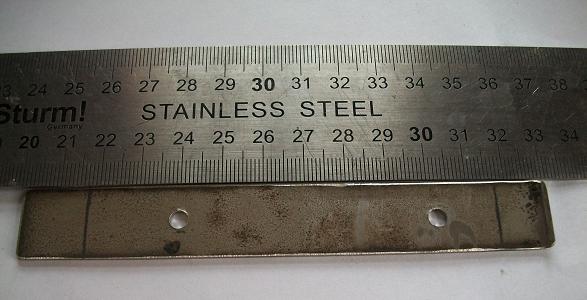 23 24 25 26 27 28 29 30 31 32 33 34 35 36 37 38
Sturm! STAINLESS STEEL
Germany
20 21 22 23 24 25 26 27 28 29 30 31 32 33 34